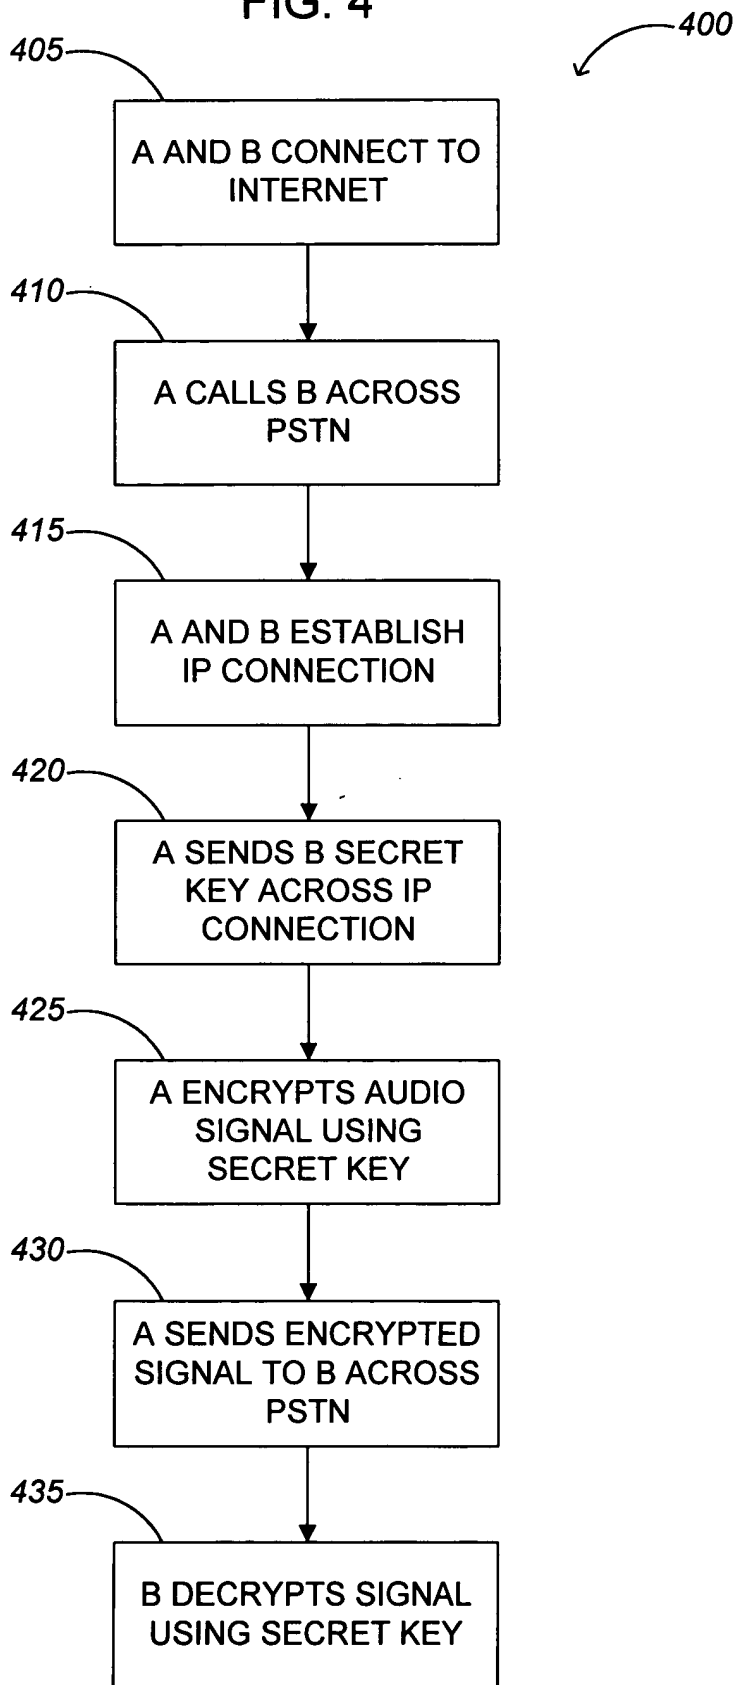 FIG. 4
400
405
A AND B CONNECT TO
INTERNET
410
A CALLS B ACROSS
PSTN
415
A AND B ESTABLISH
IP CONNECTION
420
A SENDS B SECRET
KEY ACROSS IP
CONNECTION
425
A ENCRYPTS AUDIO
SIGNAL USING
SECRET KEY
430
A SENDS ENCRYPTED
SIGNAL TO B ACROSS
PSTN
435
B DECRYPTS SIGNAL
USING SECRET KEY